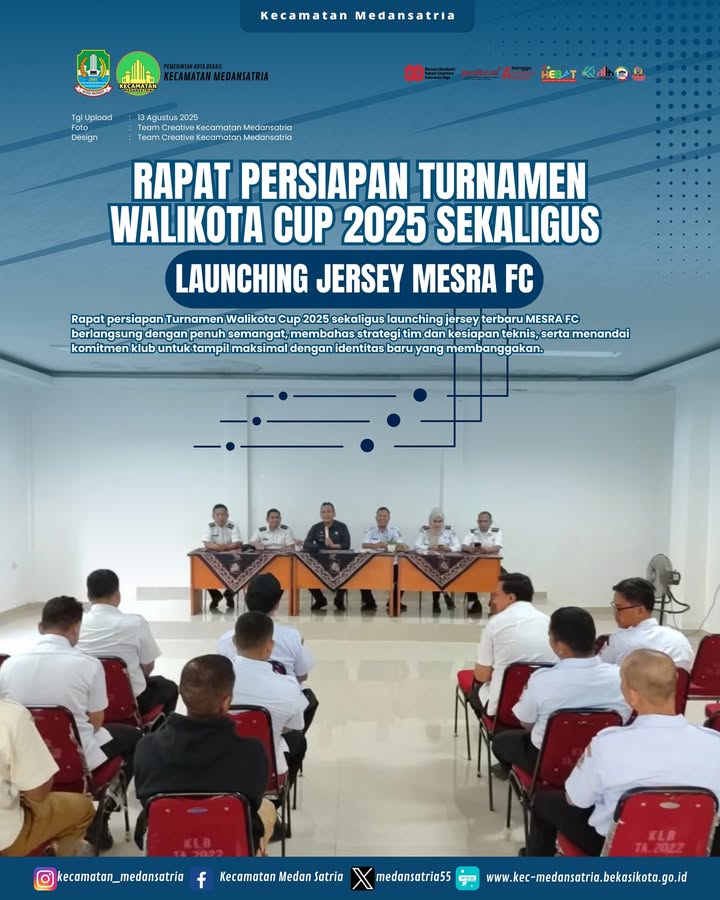 Kecamatan Medansatria
PEMERINTAH KOTA BEKASI
KECAMATAN MEDANSATRIA
KECAMATAN
Tgl Upload : 13 Agustus 2025
Foto : Team Creative Kecamatan Medansatria
Design : Team Creative Kecamatan Medansatria
RAPAT PERSIAPAN TURNAMEN
WALIKOTA CUP 2025 SEKALIGUS
LAUNCHING JERSEY MESRA FC
Rapat persiapan Turnamen Walikota Cup 2025 sekaligus launching jersey terbaru MESRA FC
berlangsung dengan penuh semangat, membahas strategi tim dan kesiapan teknis, serta menandai
komitmen klub untuk tampil maksimal dengan identitas baru yang membanggakan.
KLB
TA.2022
KLB
TA.2022
kecamatan_medansatria
Kecamatan Medan Satria
medansatria55
www.kec-medansatria.bekasikota.go.id